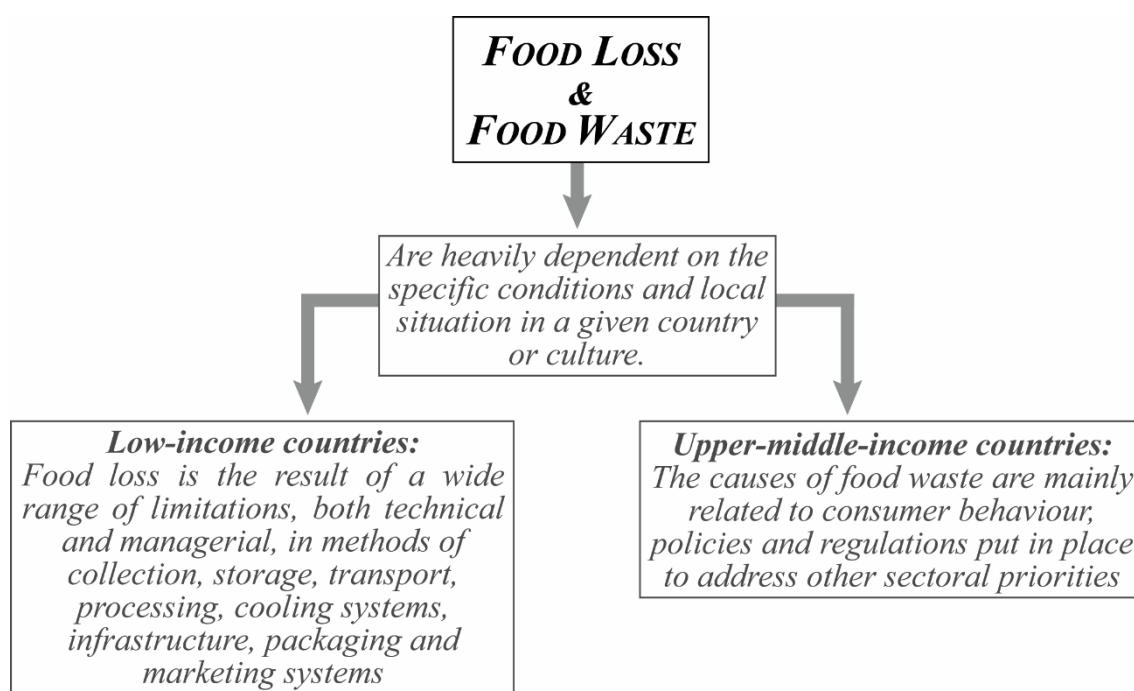 FOOD LOSS
&
FOOD WASTE
Are heavily dependent on the
specific conditions and local
situation in a given country
or culture.
Low-income countries:
Food loss is the result of a wide
range of limitations, both technical
and managerial, in methods of
collection, storage, transport,
processing, cooling systems,
infrastructure, packaging and
marketing systems
Upper-middle-income countries:
The causes of food waste are mainly
related to consumer behaviour,
policies and regulations put in place
to address other sectoral priorities